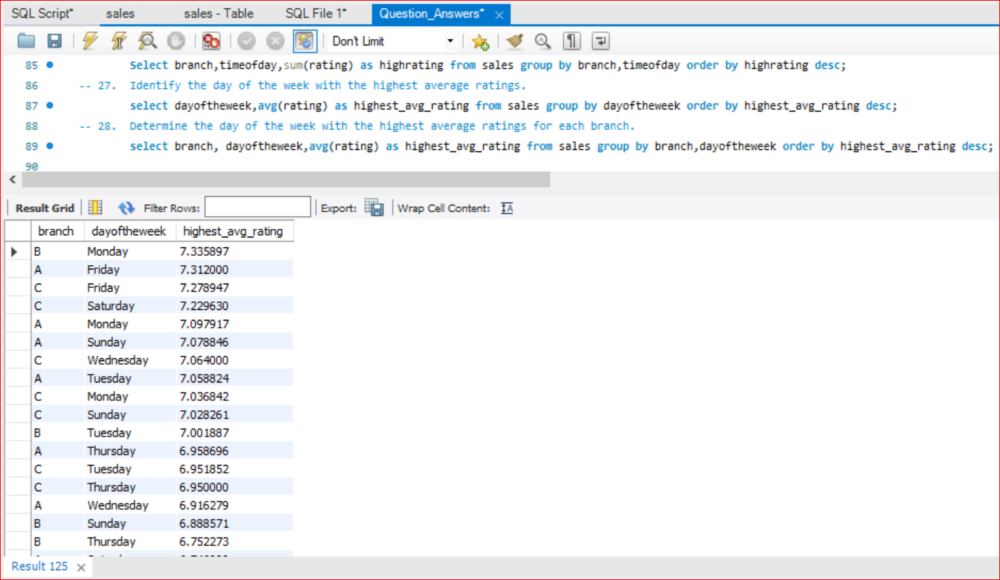 SQL Script* sales sales - Table SQL File 1* Question_Answers*
Don't Limit
85 Select branch,timeofday,sum(rating) as highrating from sales group by branch,timeofday order by highrating desc;
86 -- 27. Identify the day of the week with the highest average ratings.
87 select dayoftheweek,avg(rating) as highest_avg_rating from sales group by dayoftheweek order by highest_avg_rating desc;
88 -- 28. Determine the day of the week with the highest average ratings for each branch.
89 select branch, dayoftheweek,avg(rating) as highest_avg_rating from sales group by branch,dayoftheweek order by highest_avg_rating desc;
90
Result Grid Filter Rows: Export: Wrap Cell Content:
branch dayoftheweek highest_avg_rating
B Monday 7.335897
A Friday 7.312000
C Friday 7.278947
C Saturday 7.229630
A Monday 7.097917
A Sunday 7.078846
C Wednesday 7.064000
A Tuesday 7.058824
C Monday 7.036842
C Sunday 7.028261
B Tuesday 7.001887
A Thursday 6.958696
C Tuesday 6.951852
C Thursday 6.950000
A Wednesday 6.916279
B Sunday 6.888571
B Thursday 6.752273
Result 125